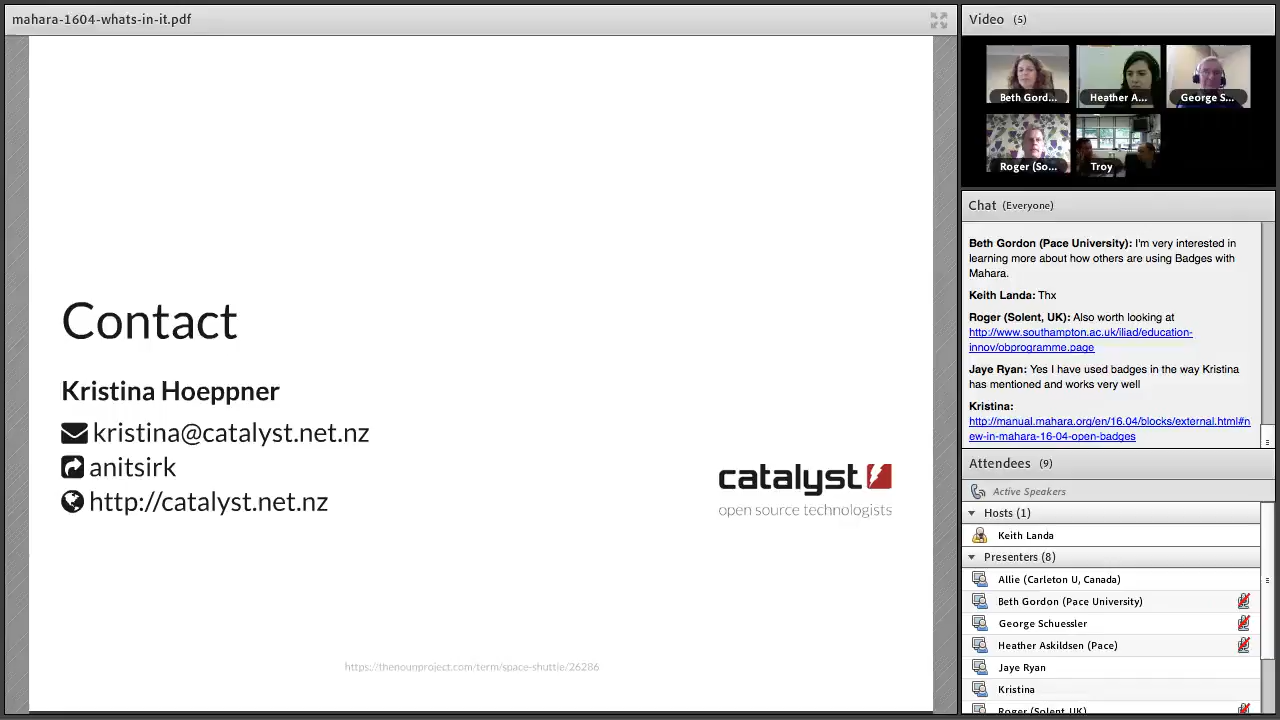 mahara-1604-whats-in-it.pdf
Contact
Kristina Hoeppner
kristina@catalyst.net.nz
anitsirk
http://catalyst.net.nz
catalyst
open source technologists
https://thenounproject.com/term/space-shuttle/26286
Video (5)
Beth Gord...
Heather A...
George S...
Roger (So...
Troy
Chat (Everyone)
Beth Gordon (Pace University): I'm very interested in
learning more about how others are using Badges with
Mahara.
Keith Landa: Thx
Roger (Solent, UK): Also worth looking at
http://www.southampton.ac.uk/iliad/education-
innov/obprogramme.page
Jaye Ryan: Yes I have used badges in the way Kristina
has mentioned and works very well
Kristina:
http://manual.mahara.org/en/16.04/blocks/external.html#n
ew-in-mahara-16-04-open-badges
Attendees (9)
Active Speakers
Hosts (1)
Keith Landa
Presenters (8)
Allie (Carleton U, Canada)
Beth Gordon (Pace University)
George Schuessler
Heather Askildsen (Pace)
Jaye Ryan
Kristina
Roger (Solent, UK)